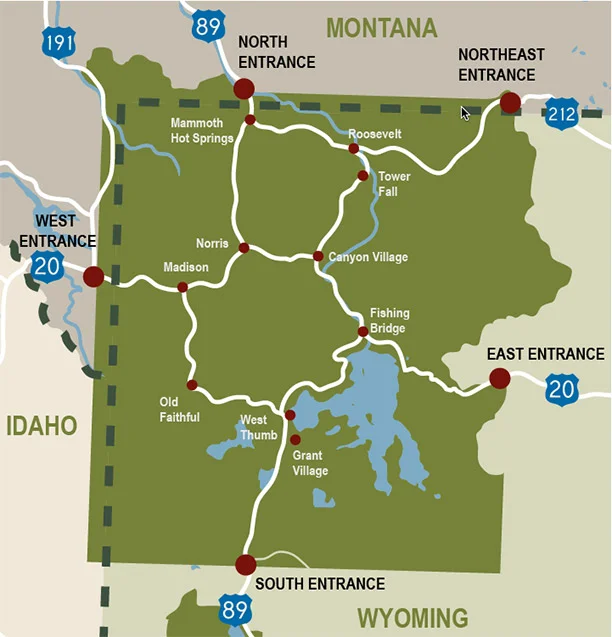 191
89
MONTANA
NORTH
ENTRANCE
NORTHEAST
ENTRANCE
212
Mammoth
Hot Springs
Roosevelt
Tower
Fall
WEST
ENTRANCE
20
Norris
Madison
Canyon Village
Fishing
Bridge
EAST ENTRANCE
20
IDAHO
Old
Faithful
West
Thumb
Grant
Village
SOUTH ENTRANCE
89
WYOMING